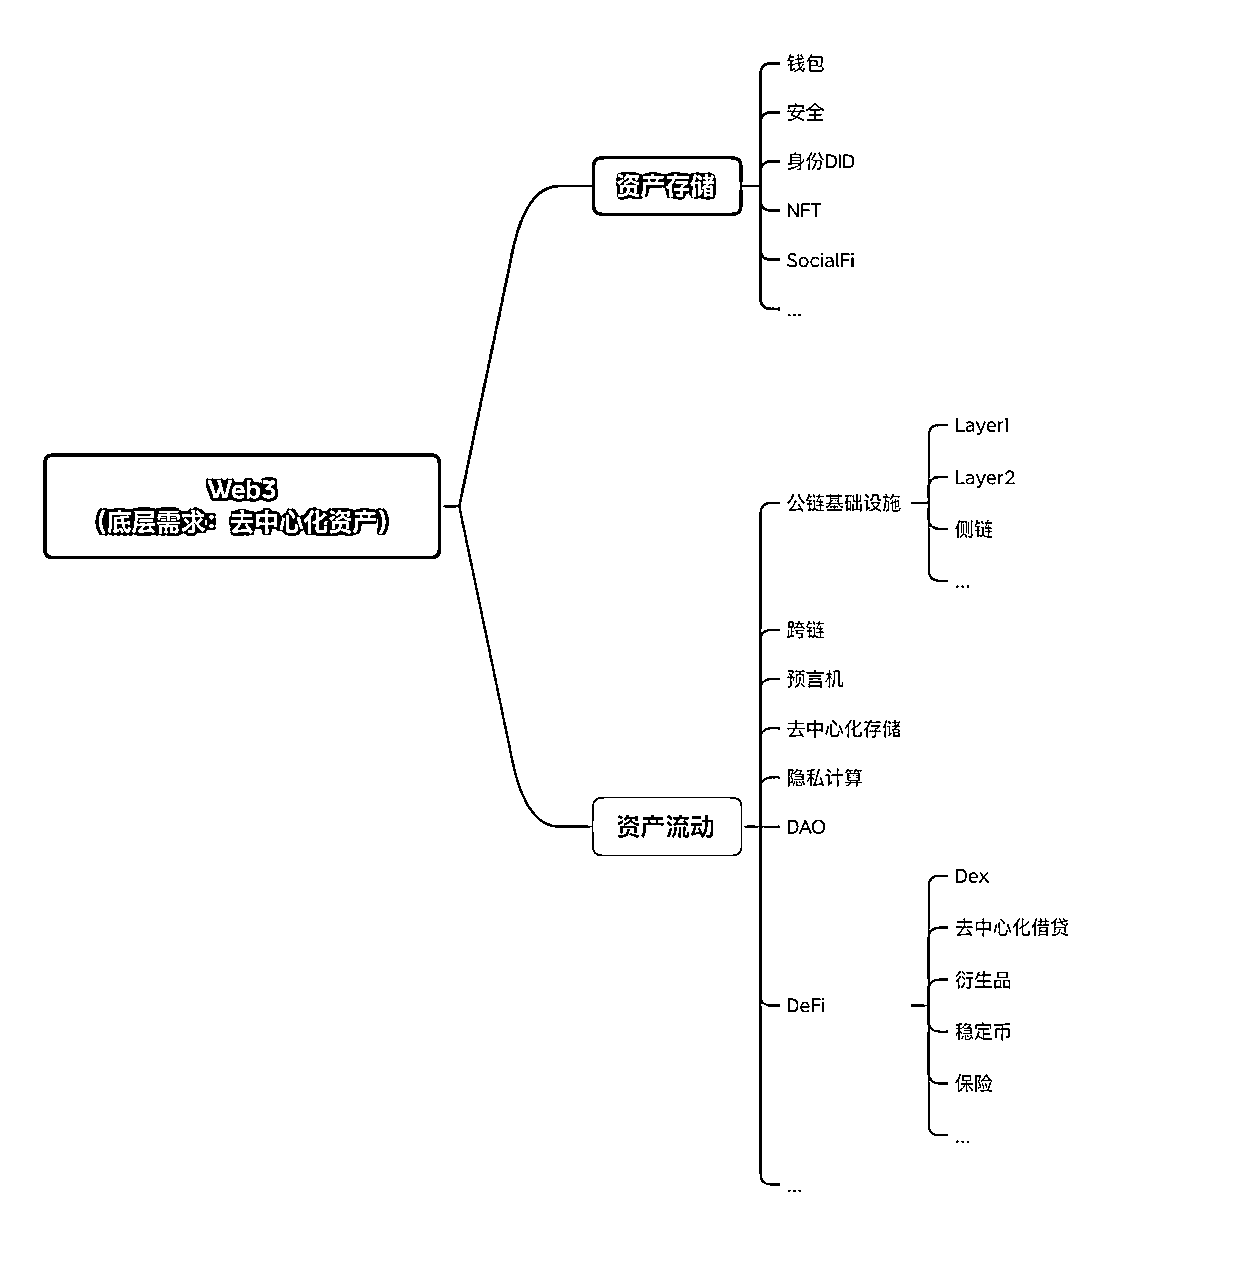 Web3
（底层需求：去中心化资产）
资产存储
钱包
安全
身份DID
NFT
SocialFi
...
资产流动
公链基础设施
Layer1
Layer2
侧链
...
跨链
预言机
去中心化存储
隐私计算
DAO
DeFi
Dex
去中心化借贷
衍生品
稳定币
保险
...
...